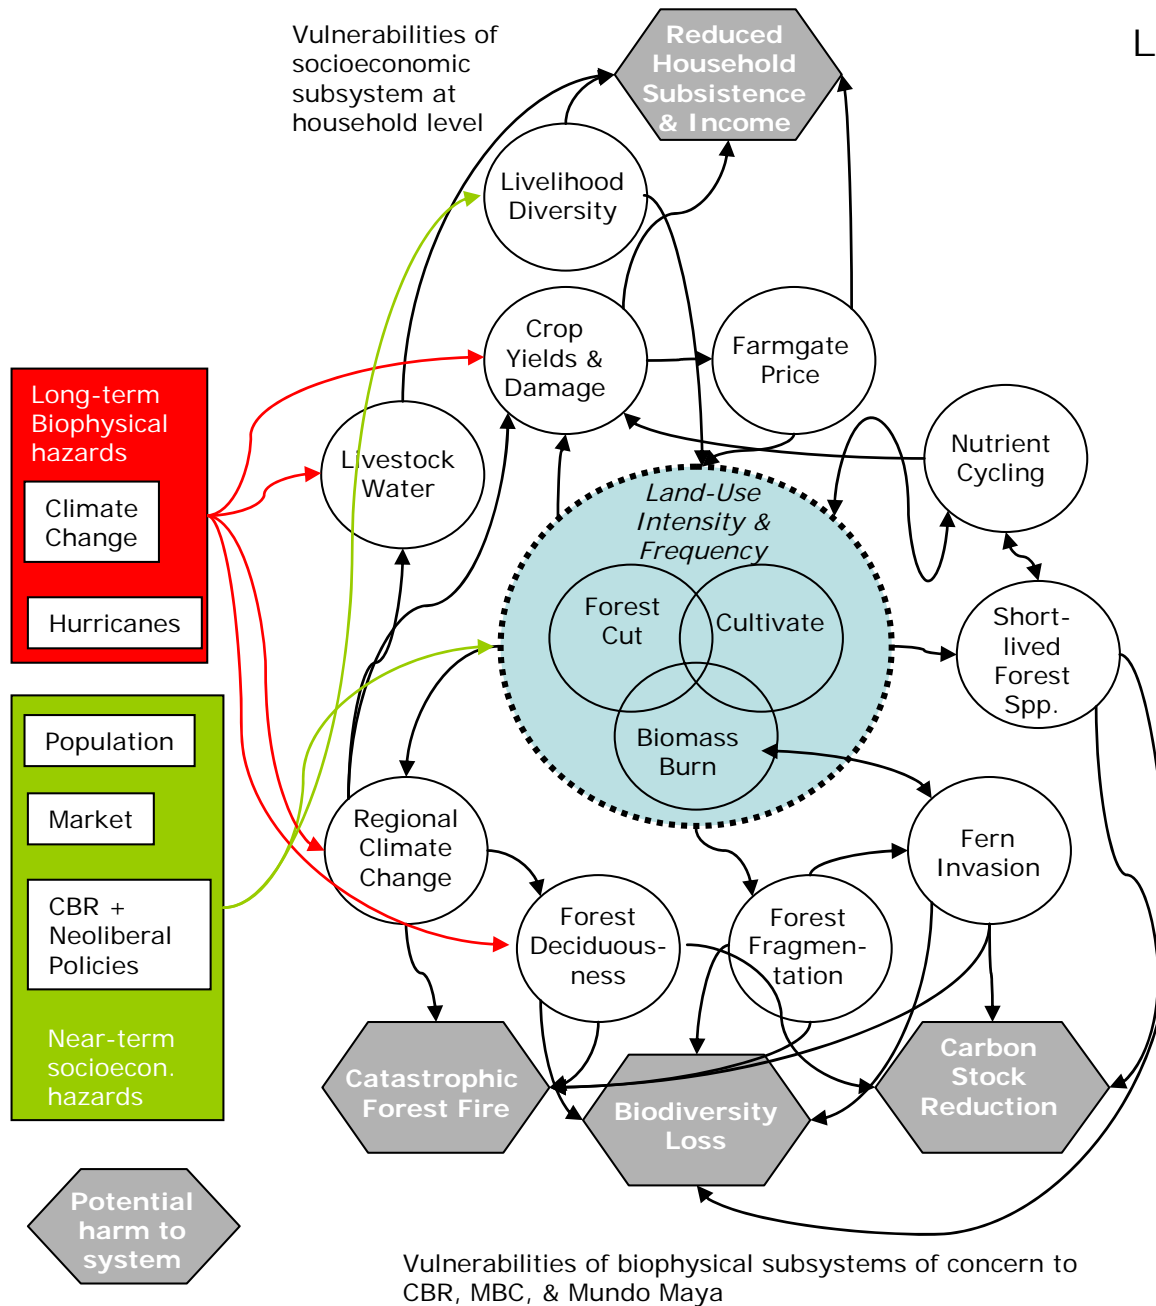 Vulnerabilities of
socioeconomic
subsystem at
household level
Reduced
Household
Subsistence
& Income
L
Livelihood
Diversity
Crop
Yields &
Damage
Farmgate
Price
Long-term
Biophysical
hazards
Climate
Change
Hurricanes
Livestock
Water
Nutrient
Cycling
Land-Use
Intensity &
Frequency
Forest
Cut
Cultivate
Biomass
Burn
Short-
lived
Forest
Spp.
Population
Market
CBR +
Neoliberal
Policies
Near-term
socioecon.
hazards
Regional
Climate
Change
Fern
Invasion
Forest
Deciduous-
ness
Forest
Fragmen-
tation
Catastrophic
Forest Fire
Biodiversity
Loss
Carbon
Stock
Reduction
Potential
harm to
system
Vulnerabilities of biophysical subsystems of concern to
CBR, MBC, & Mundo Maya